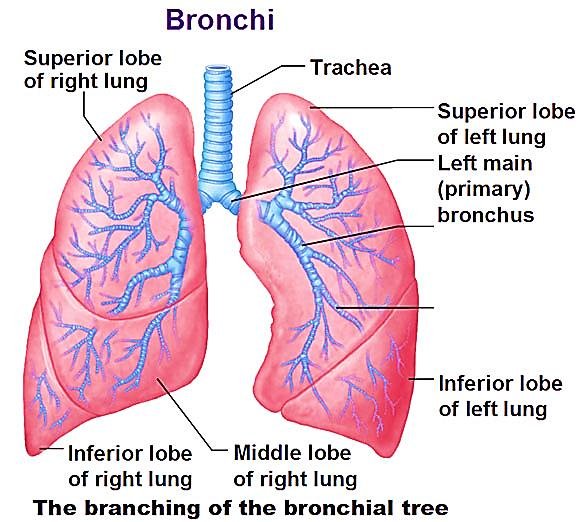 Bronchi
Superior lobe
of right lung
Trachea
Superior lobe
of left lung
Left main
(primary)
bronchus
Inferior lobe
of left lung
Inferior lobe
of right lung
Middle lobe
of right lung
The branching of the bronchial tree